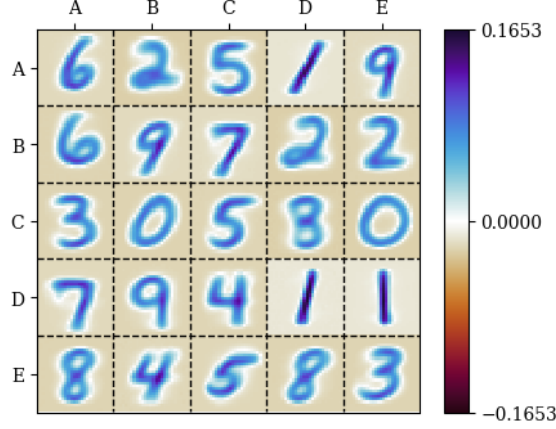 A B C D E
A 6 2 5 1 9
B 6 9 7 2 2
C 3 0 5 8 0
D 7 9 4 1 1
E 8 4 5 8 3
0.1653
0.0000
−0.1653